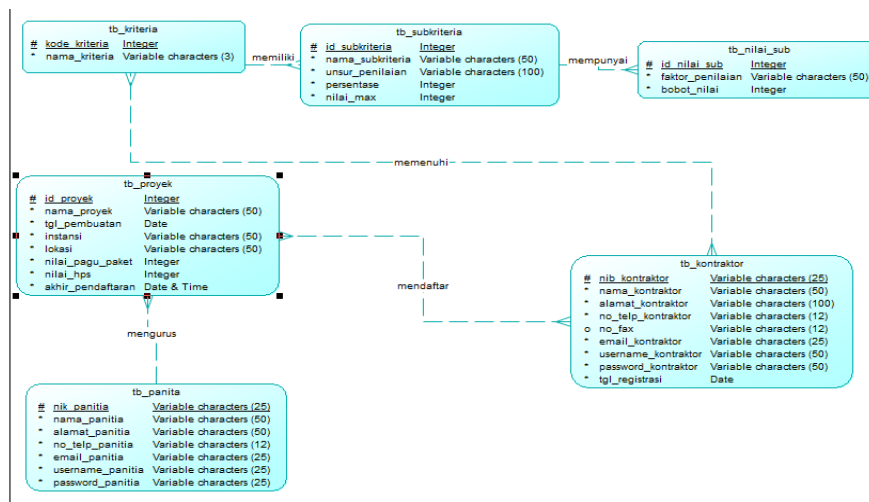 tb_kriteria
# kode_kriteria Integer
* nama_kriteria Variable characters (3)
memiliki
tb_subkriteria
# id_subkriteria Integer
* nama_subkriteria Variable characters (50)
* unsur_penilaian Variable characters (100)
* persentase Integer
* nilai_max Integer
mempunyai
tb_nilai_sub
# id_nilai_sub Integer
* faktor_penilaian Variable characters (50)
* bobot_nilai Integer
memenuhi
tb_proyek
# id_proyek Integer
* nama_proyek Variable characters (50)
* tgl_pembuatan Date
* instansi Variable characters (50)
* lokasi Variable characters (50)
* nilai_pagu_paket Integer
* nilai_hps Integer
* akhir_pendaftaran Date & Time
mendaftar
tb_kontraktor
# nib_kontraktor Variable characters (25)
* nama_kontraktor Variable characters (50)
* alamat_kontraktor Variable characters (100)
* no_telp_kontraktor Variable characters (12)
o no_fax Variable characters (12)
* email_kontraktor Variable characters (25)
* username_kontraktor Variable characters (50)
* password_kontraktor Variable characters (50)
* tgl_registrasi Date
mengurus
tb_panita
# nik_panitia Variable characters (25)
* nama_panitia Variable characters (50)
* alamat_panitia Variable characters (50)
* no_telp_panitia Variable characters (12)
* email_panitia Variable characters (25)
* username_panitia Variable characters (25)
* password_panitia Variable characters (25)